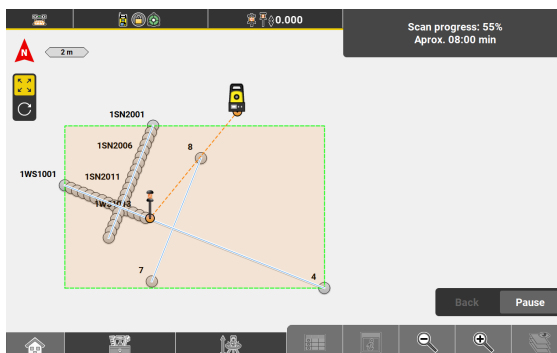 0.000
Scan progress: 55%
Aprox. 08:00 min
N
2 m
1SN2001
1SN2006
8
1WS1001
1SN2011
7
4
Back
Pause